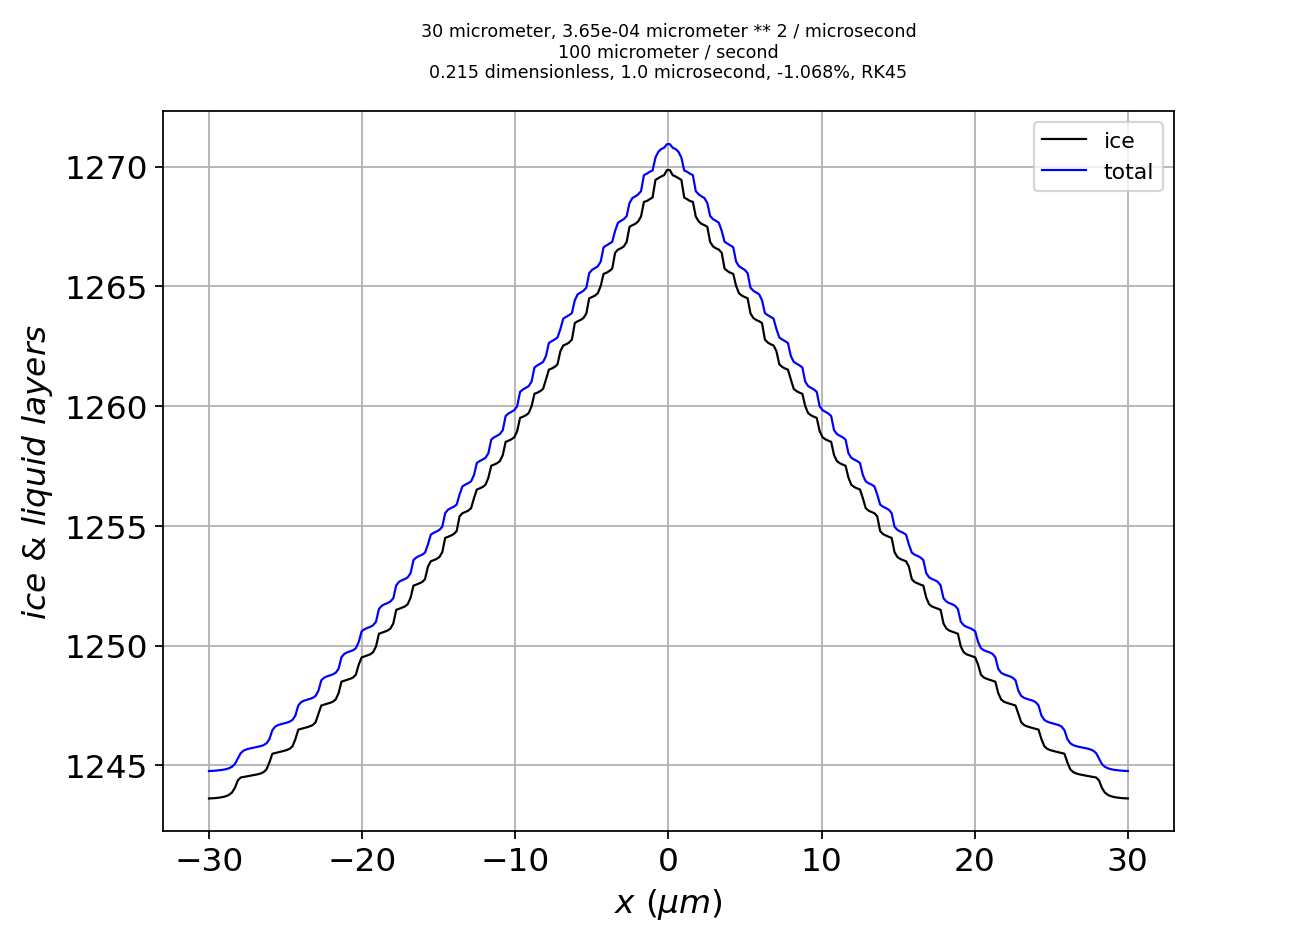 30 micrometer, 3.65e-04 micrometer ** 2 / microsecond
100 micrometer / second
0.215 dimensionless, 1.0 microsecond, -1.068%, RK45
ice
total
1270
1265
1260
1255
1250
1245
ice & liquid layers
−30 −20 −10 0 10 20 30
x (μm)